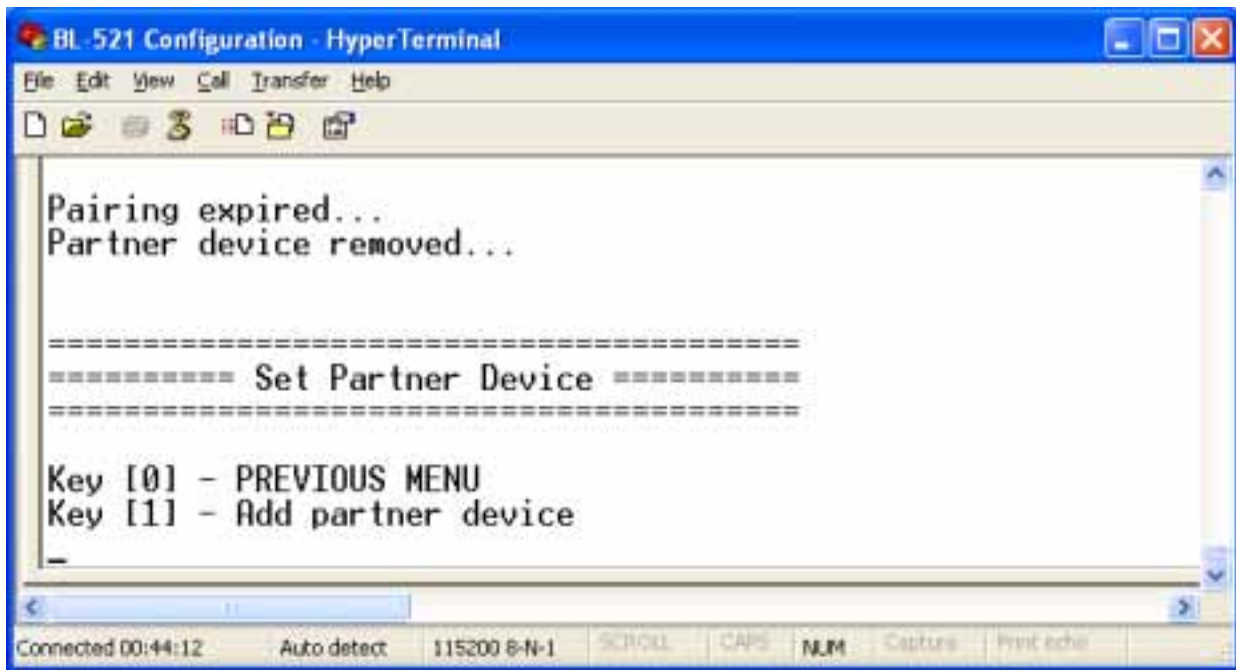 BL-521 Configuration - HyperTerminal
File Edit View Call Transfer Help
Pairing expired...
Partner device removed...
========================================
========== Set Partner Device ==========
========================================
Key [0] - PREVIOUS MENU
Key [1] - Add partner device
_
Connected 00:44:12 Auto detect 115200 8-N-1 SCROLL CAPS NUM Capture Print echo